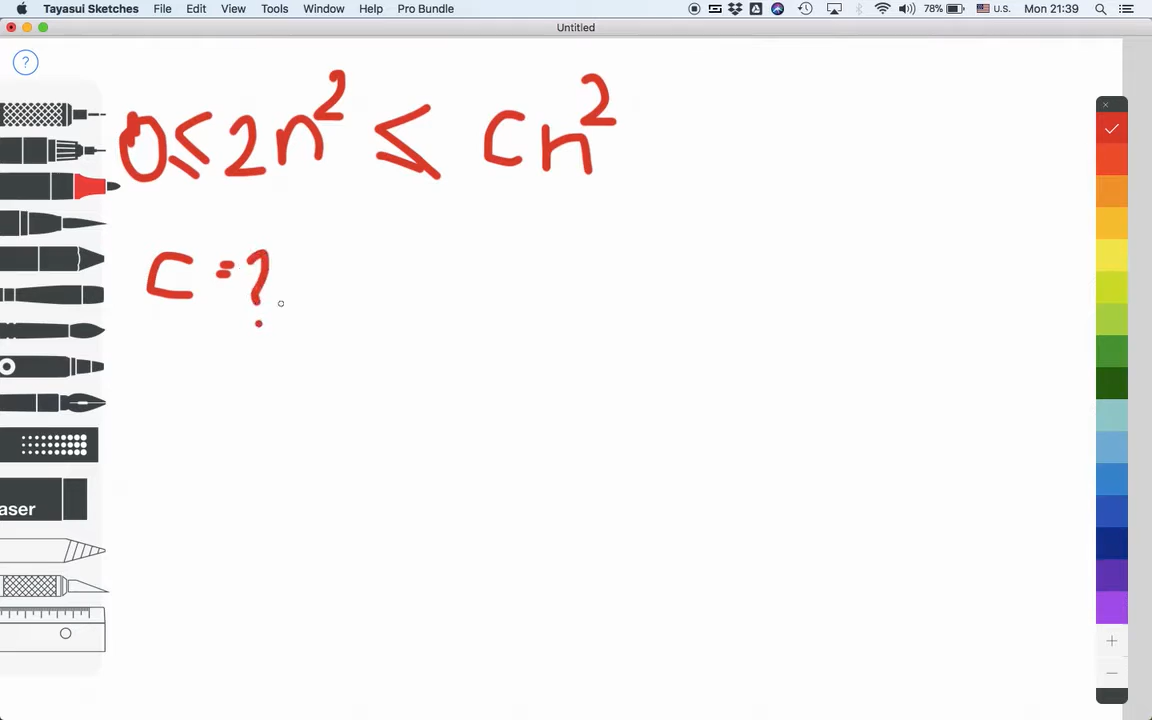 Tayasui Sketches File Edit View Tools Window Help Pro Bundle 78% U.S. Mon 21:39
Untitled
?
0 ≤ 2n² ≤ cn²
c = ?
aser